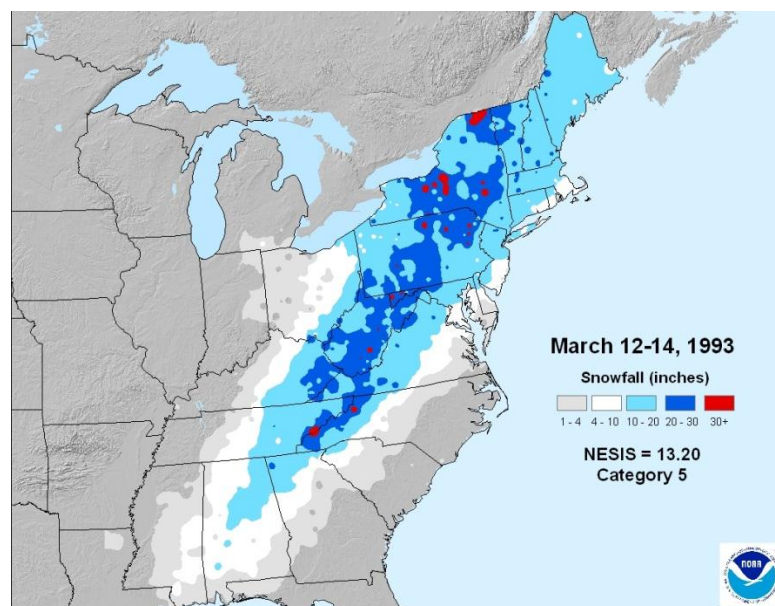 March 12-14, 1993
Snowfall (inches)
1 - 4 4 - 10 10 - 20 20 - 30 30+
NESIS = 13.20
Category 5
NOAA